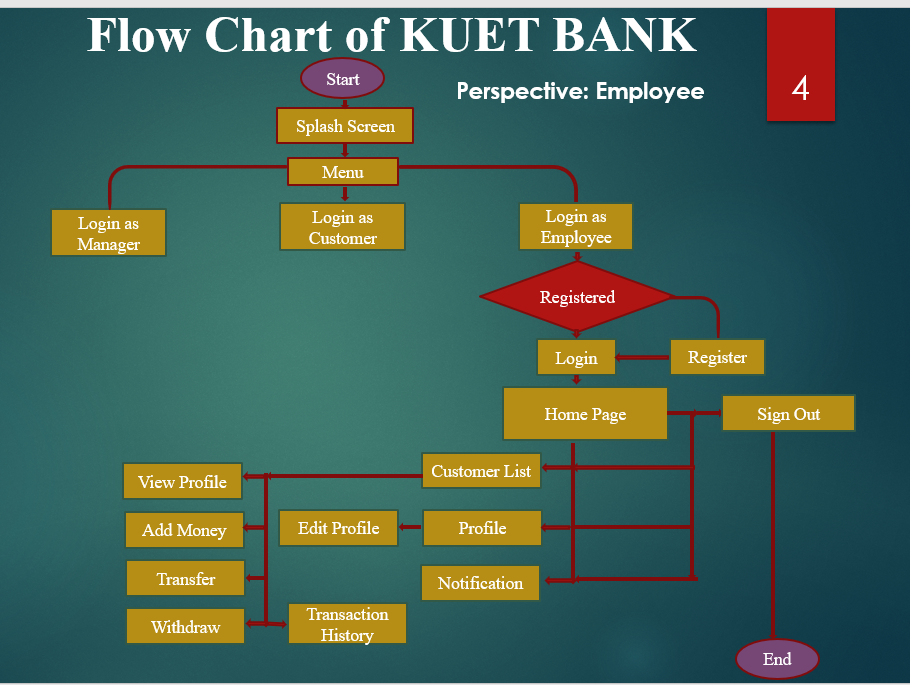 Flow Chart of KUET BANK
4
Perspective: Employee
Start
Splash Screen
Menu
Login as
Manager
Login as
Customer
Login as
Employee
Registered
Login
Register
Home Page
Sign Out
Customer List
View Profile
Add Money
Edit Profile
Profile
Transfer
Notification
Withdraw
Transaction
History
End